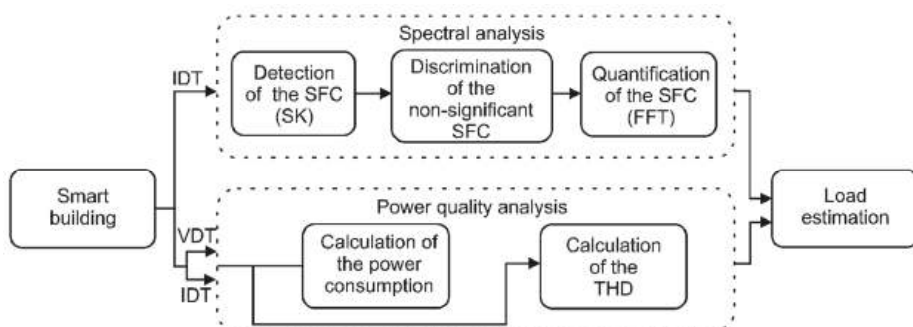 Spectral analysis
IDT
Detection
of the SFC
(SK)
Discrimination
of the
non-significant
SFC
Quantification
of the SFC
(FFT)
Smart
building
Load
estimation
Power quality analysis
VDT
IDT
Calculation of
the power
consumption
Calculation
of the
THD